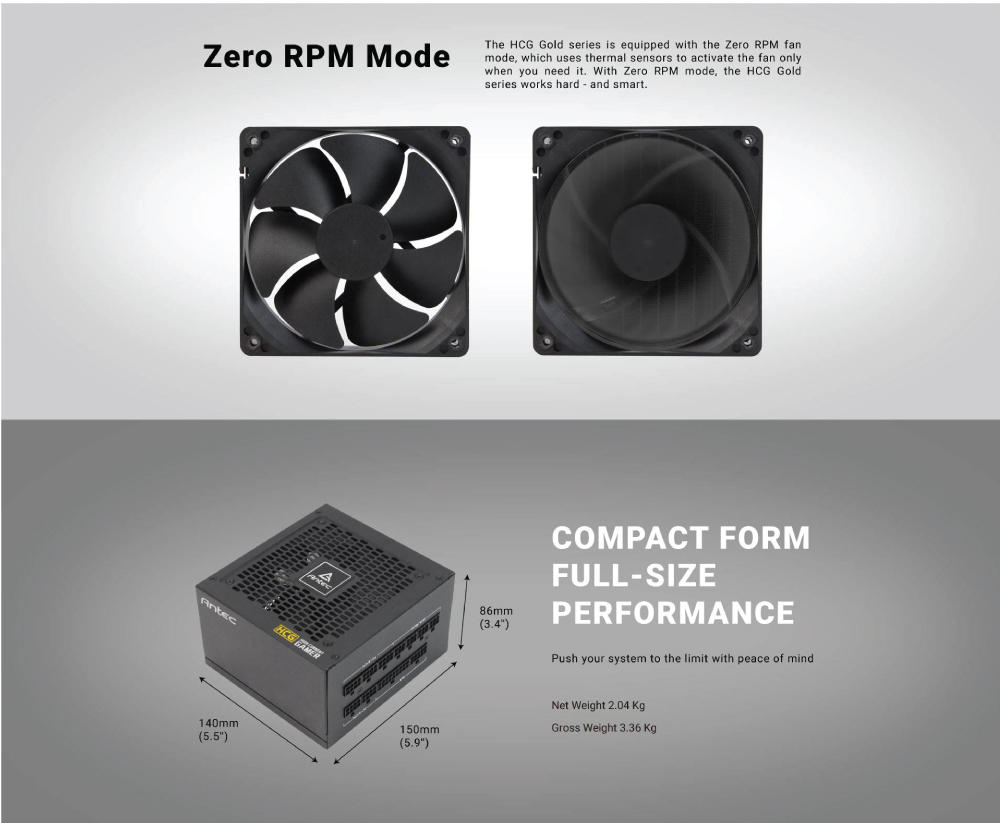 Zero RPM Mode
The HCG Gold series is equipped with the Zero RPM fan
mode, which uses thermal sensors to activate the fan only
when you need it. With Zero RPM mode, the HCG Gold
series works hard - and smart.
Antec
Antec
HCG HIGH CURRENT
GAMER
86mm
(3.4")
140mm
(5.5")
150mm
(5.9")
COMPACT FORM
FULL-SIZE
PERFORMANCE
Push your system to the limit with peace of mind
Net Weight 2.04 Kg
Gross Weight 3.36 Kg